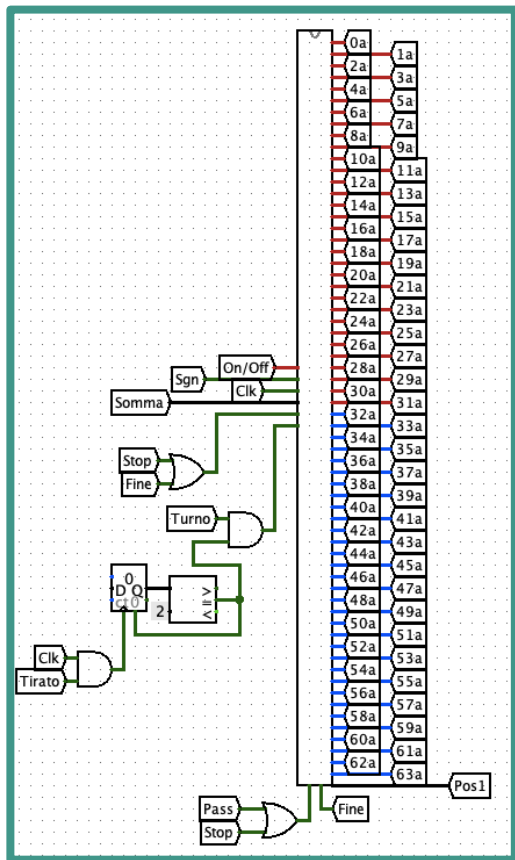 0a
1a
2a
3a
4a
5a
6a
7a
8a
9a
10a
11a
12a
13a
14a
15a
16a
17a
18a
19a
20a
21a
22a
23a
24a
25a
26a
27a
On/Off
28a
Sgn
29a
Clk
30a
Somma
31a
32a
33a
34a
35a
Stop
36a
37a
Fine
38a
39a
40a
Turno
41a
42a
43a
44a
45a
0
46a
D Q
>
47a
ct 0
=
48a
2
<
49a
50a
51a
52a
Clk
53a
54a
Tirato
55a
56a
57a
58a
59a
60a
61a
62a
63a
Pos1
Pass
Fine
Stop